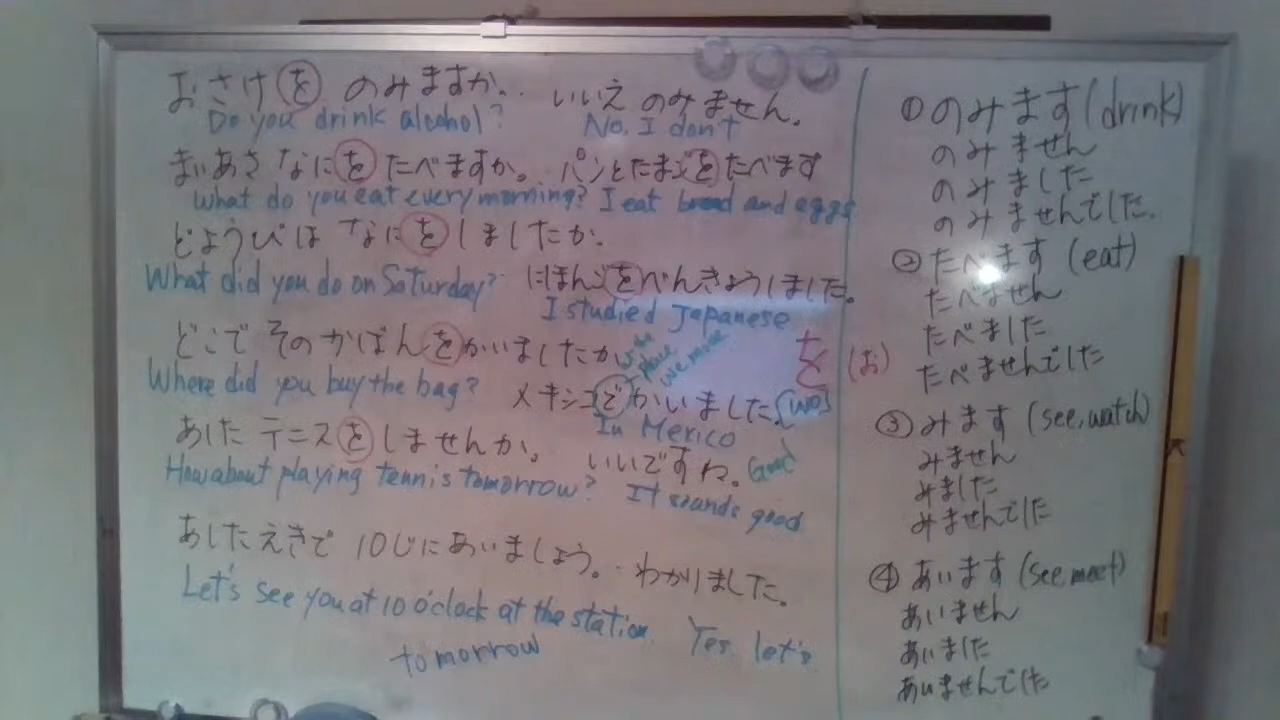 おさけを のみますか。 いいえ のみません。
Do you drink alcohol? No. I don't
まいあさ なにを たべますか。 パンとたまごをたべます
What do you eat every morning? I eat bread and eggs
どようびは なにをしましたか。
What did you do on Saturday? にほんごをべんきょうしました。
I studied Japanese
どこで そのかばんをかいましたか
place
we
Where did you buy the bag? メキシコでかいました。
を (お)
(wo)
In Mexico
あした テニスをしませんか。 いいですね。 Good
How about playing tennis tomorrow? It sounds good
あしたえきで 10じにあいましょう。 わかりました。
Let's see you at 10 o'clock at the station Yes let's
tomorrow
① のみます (drink)
のみません
のみました
のみませんでした.
② たべます (eat)
たべません
たべました
たべませんでした
③ みます (see, watch)
みません
みました
みませんでした
④ あいます (see, meet)
あいません
あいました
あいませんでした